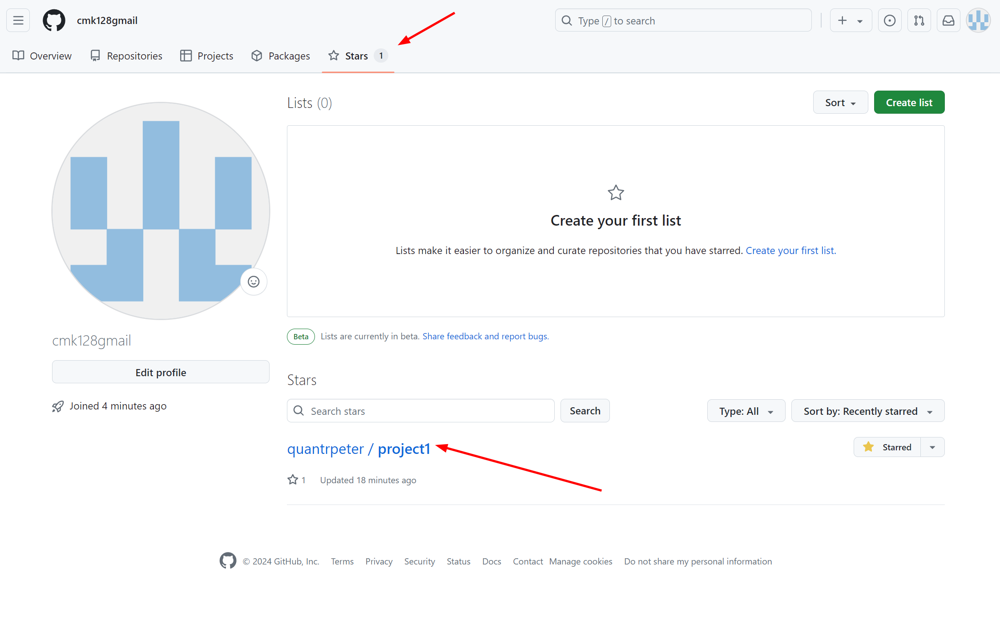 cmk128gmail
Type / to search
Overview
Repositories
Projects
Packages
Stars 1
Lists (0)
Sort
Create list
Create your first list
Lists make it easier to organize and curate repositories that you have starred. Create your first list.
Beta
Lists are currently in beta. Share feedback and report bugs.
cmk128gmail
Edit profile
Joined 4 minutes ago
Stars
Search stars
Search
Type: All
Sort by: Recently starred
quantrpeter / project1
Starred
1
Updated 18 minutes ago
© 2024 GitHub, Inc.
Terms
Privacy
Security
Status
Docs
Contact
Manage cookies
Do not share my personal information